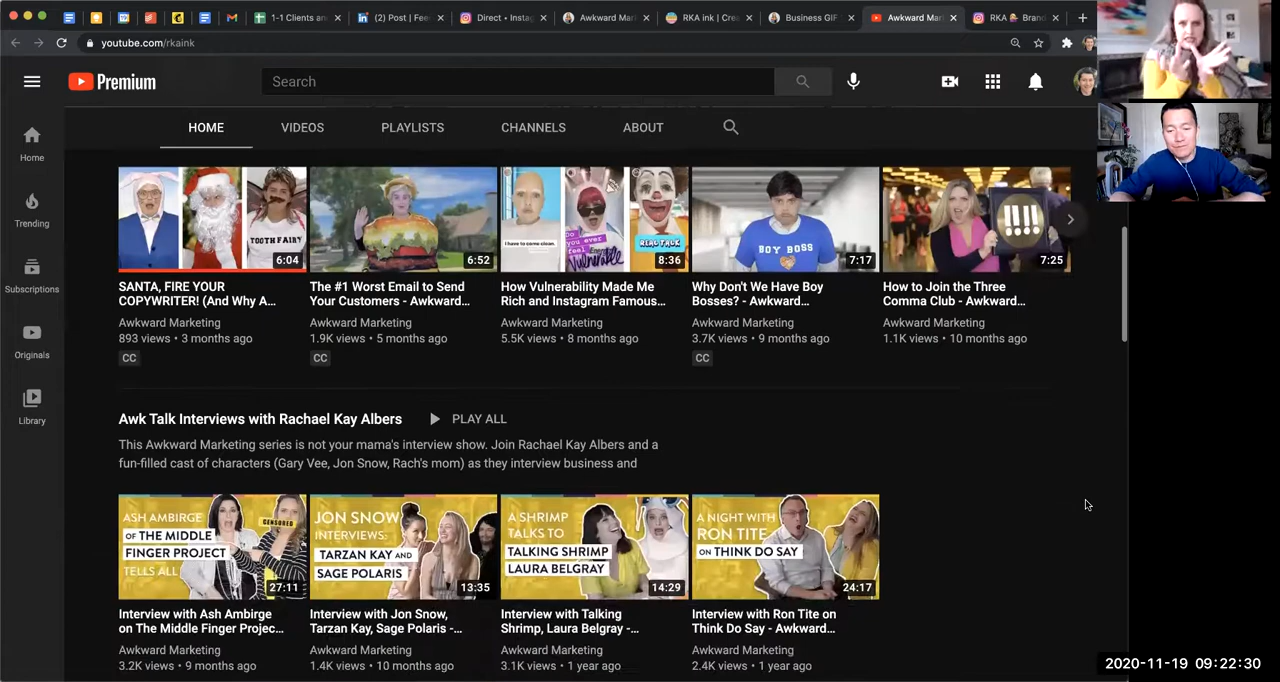 1-1 Clients an
(2) Post | Fee
Direct • Insta
Awkward Mar
RKA ink | Cre
Business GIF
Awkward Mar
RKA
Bran
youtube.com/rkaink
Premium
Search
HOME
VIDEOS
PLAYLISTS
CHANNELS
ABOUT
Home
Trending
Subscriptions
Originals
Library
TOOTH FAIRY
6:04
6:52
I have to come clean.
Do you ever feel Vulnerable
REAL TALK
8:36
BOY BOSS
7:17
!!!
7:25
SANTA, FIRE YOUR
COPYWRITER! (And Why A...
Awkward Marketing
893 views • 3 months ago
CC
The #1 Worst Email to Send
Your Customers - Awkward...
Awkward Marketing
1.9K views • 5 months ago
CC
How Vulnerability Made Me
Rich and Instagram Famous...
Awkward Marketing
5.5K views • 8 months ago
Why Don't We Have Boy
Bosses? - Awkward...
Awkward Marketing
3.7K views • 9 months ago
CC
How to Join the Three
Comma Club - Awkward...
Awkward Marketing
1.1K views • 10 months ago
Awk Talk Interviews with Rachael Kay Albers
PLAY ALL
This Awkward Marketing series is not your mama's interview show. Join Rachael Kay Albers and a
fun-filled cast of characters (Gary Vee, Jon Snow, Rach's mom) as they interview business and
ASH AMBIRGE
OF THE MIDDLE
FINGER PROJECT
TELLS ALL
CENSORED
27:11
JON SNOW
INTERVIEWS:
TARZAN KAY AND
SAGE POLARIS
13:35
A SHRIMP
TALKS TO
TALKING SHRIMP
LAURA BELGRAY
14:29
A NIGHT WITH
RON TITE
ON THINK DO SAY
24:17
Interview with Ash Ambirge
on The Middle Finger Projec...
Awkward Marketing
3.2K views • 9 months ago
Interview with Jon Snow,
Tarzan Kay, Sage Polaris -...
Awkward Marketing
1.4K views • 10 months ago
Interview with Talking
Shrimp, Laura Belgray -...
Awkward Marketing
3.1K views • 1 year ago
Interview with Ron Tite on
Think Do Say - Awkward...
Awkward Marketing
2.4K views • 1 year ago
2020-11-19 09:22:30